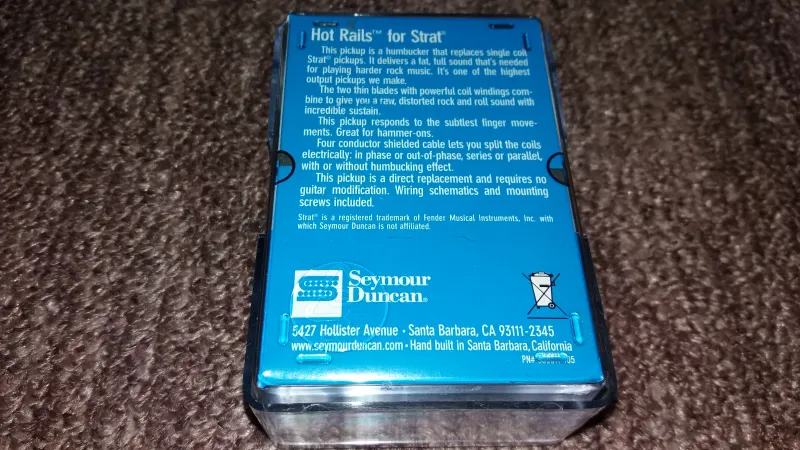 Hot Rails™ for Strat®
This pickup is a humbucker that replaces single coil
Strat® pickups. It delivers a fat, full sound that's needed
for playing harder rock music. It's one of the highest
output pickups we make.
The two thin blades with powerful coil windings com-
bine to give you a raw, distorted rock and roll sound with
incredible sustain.
This pickup responds to the subtlest finger move-
ments. Great for hammer-ons.
Four conductor shielded cable lets you split the coils
electrically: in phase or out-of-phase, series or parallel,
with or without humbucking effect.
This pickup is a direct replacement and requires no
guitar modification. Wiring schematics and mounting
screws included.
Strat® is a registered trademark of Fender Musical Instruments, Inc. with
which Seymour Duncan is not affiliated.
Seymour
Duncan®
5427 Hollister Avenue • Santa Barbara, CA 93111-2345
www.seymourduncan.com • Hand built in Santa Barbara, California
PN#